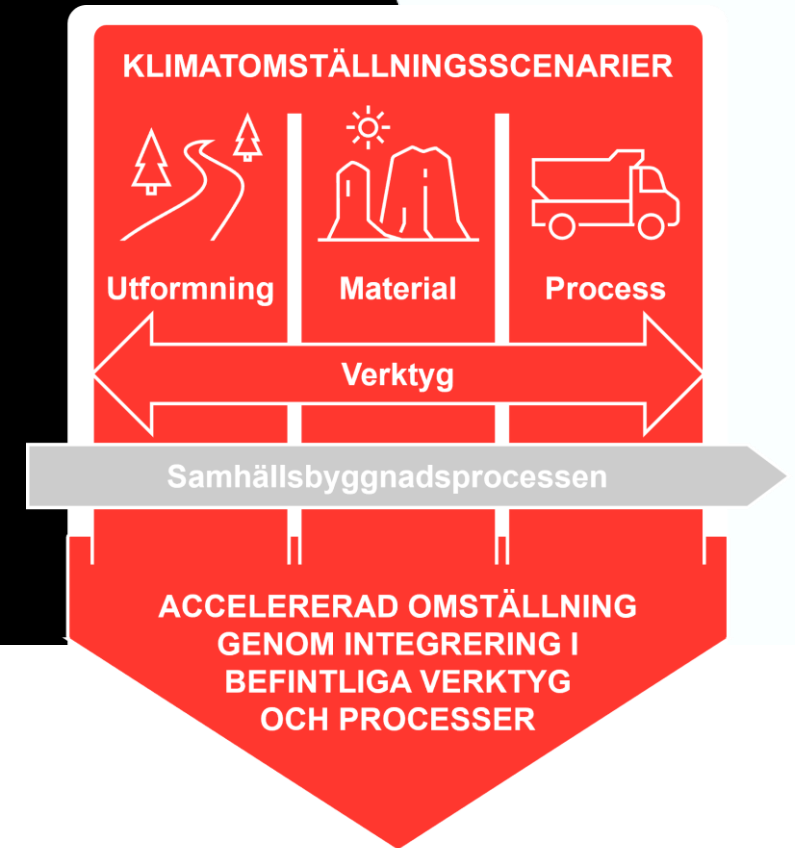 KLIMATOMSTÄLLNINGSSCENARIER
Utformning
Material
Process
Verktyg
Samhällsbyggnadsprocessen
ACCELERERAD OMSTÄLLNING
GENOM INTEGRERING I
BEFINTLIGA VERKTYG
OCH PROCESSER